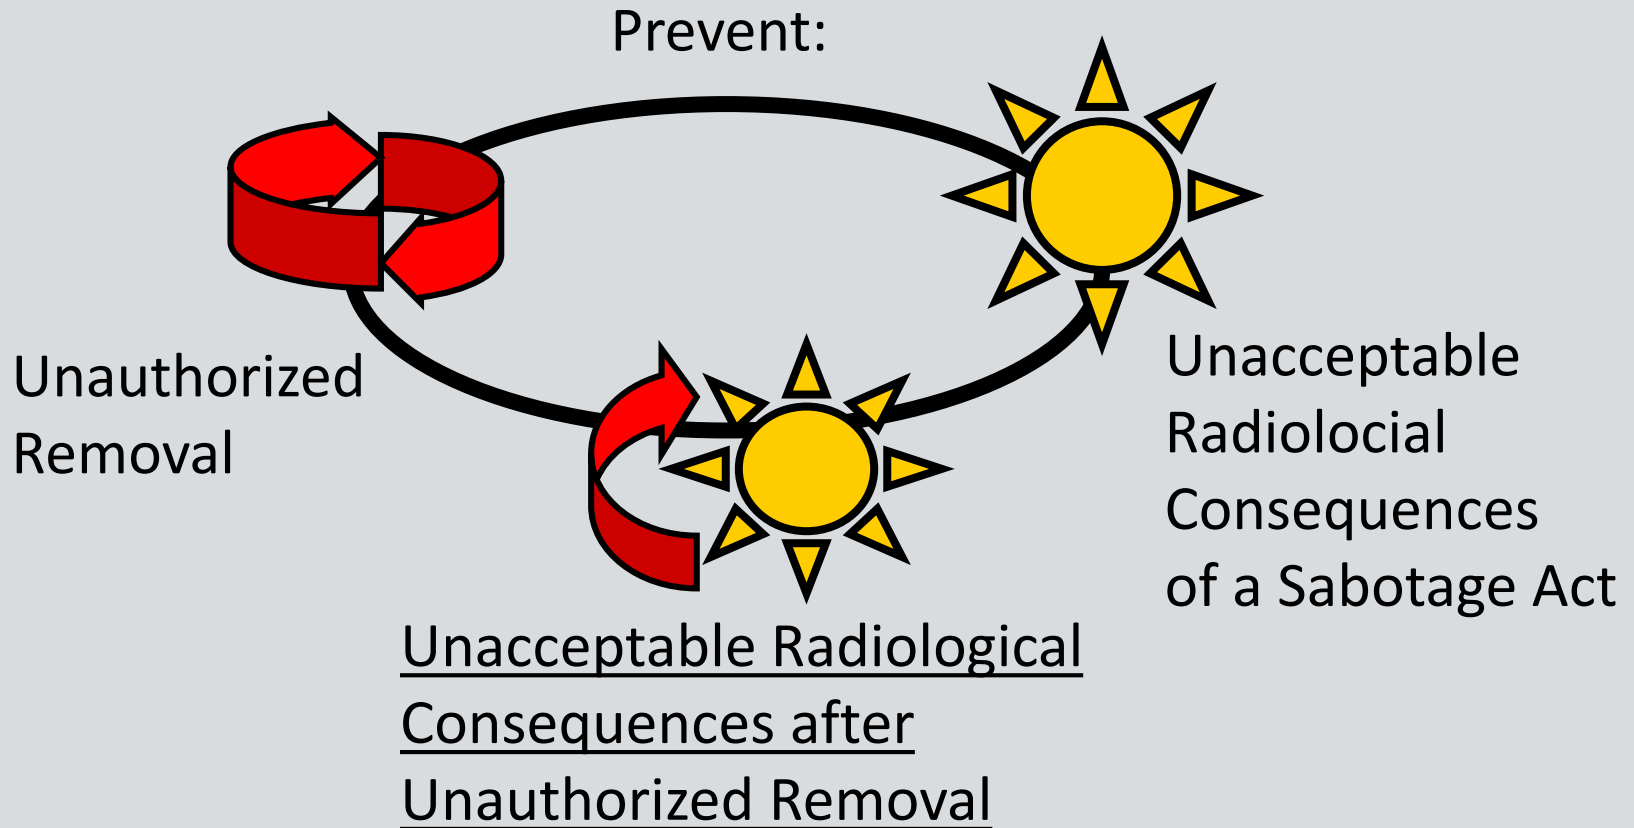 Prevent:
Unauthorized
Removal
Unacceptable
Radiolocial
Consequences
of a Sabotage Act
Unacceptable Radiological
Consequences after
Unauthorized Removal